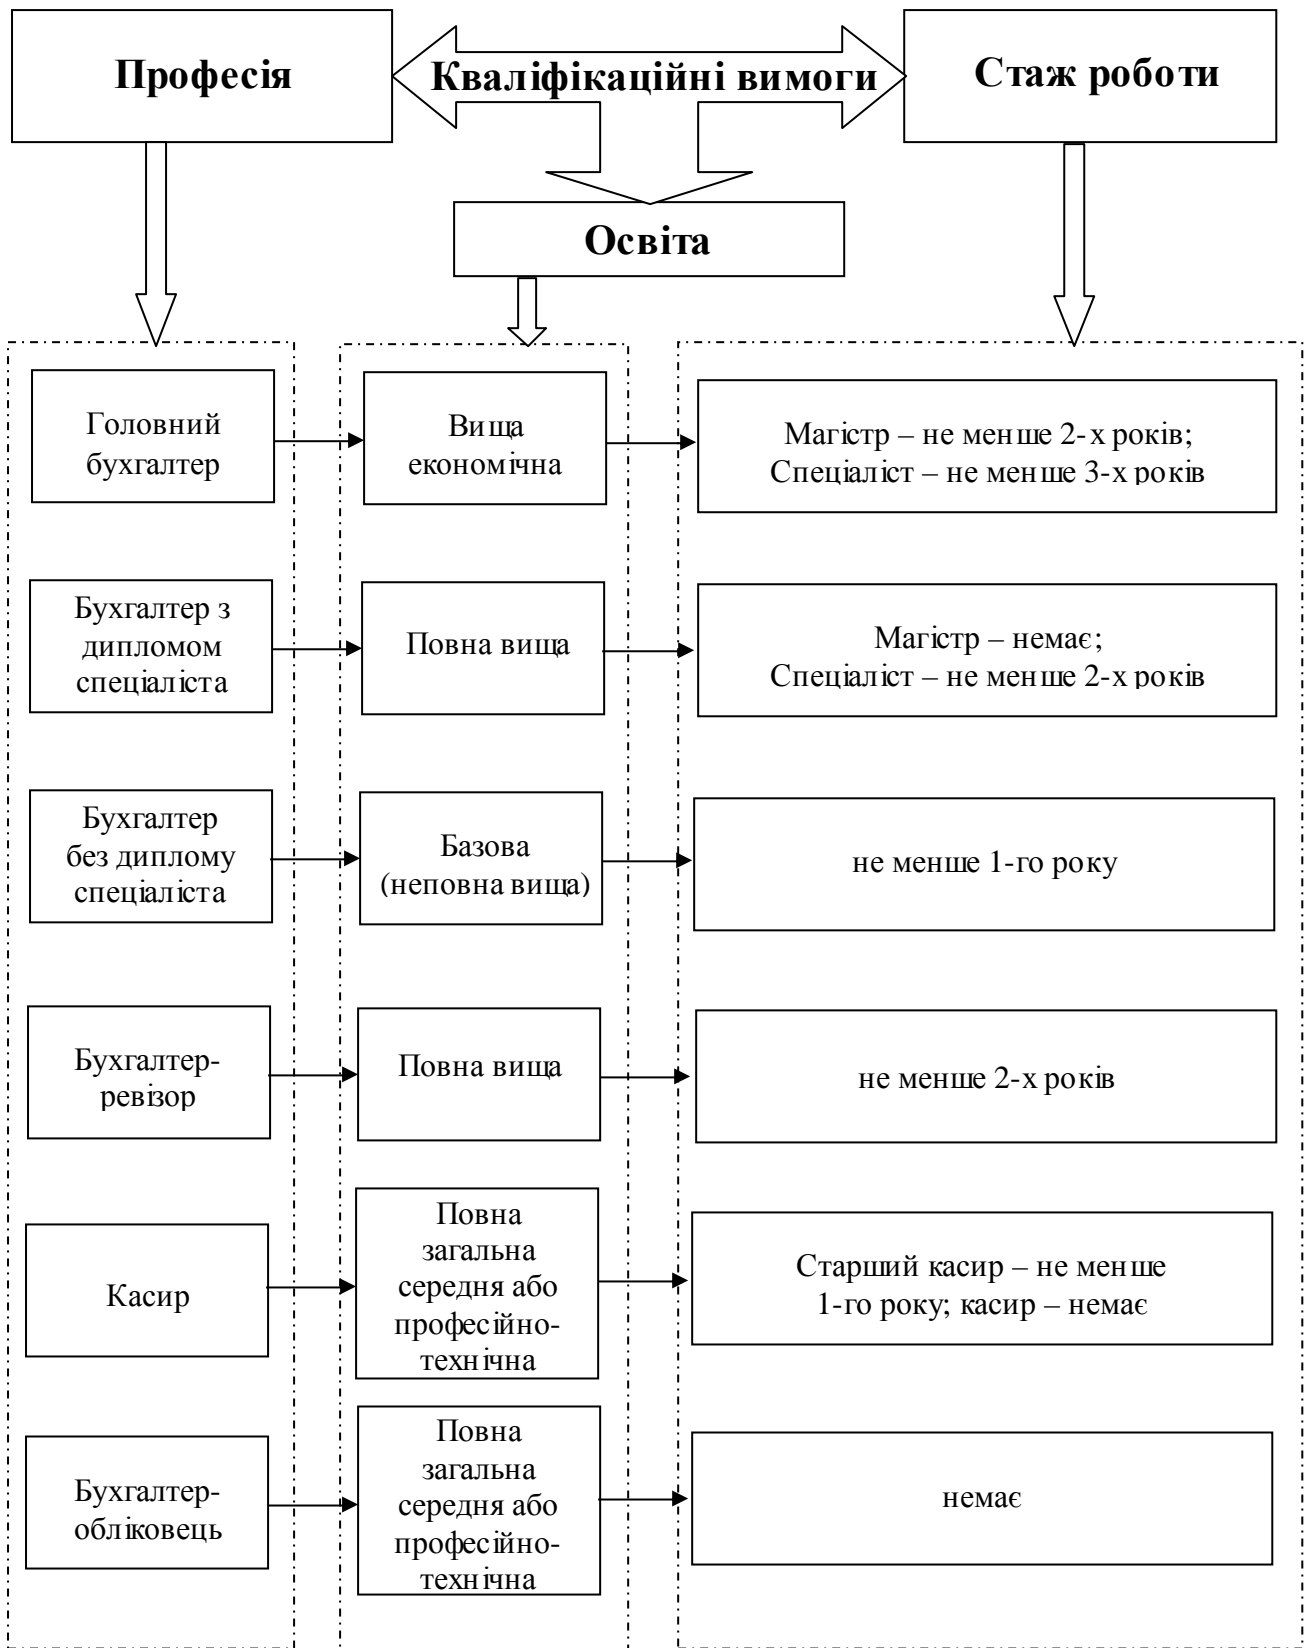 Професія
Кваліфікаційні вимоги
Стаж роботи
Освіта
Головний
бухгалтер
Вища
економічна
Магістр – не менше 2-х років;
Спеціаліст – не менше 3-х років
Бухгалтер з
дипломом
спеціаліста
Повна вища
Магістр – немає;
Спеціаліст – не менше 2-х років
Бухгалтер
без диплому
спеціаліста
Базова
(неповна вища)
не менше 1-го року
Бухгалтер-
ревізор
Повна вища
не менше 2-х років
Касир
Повна
загальна
середня або
професійно-
технічна
Старший касир – не менше
1-го року; касир – немає
Бухгалтер-
обліковець
Повна
загальна
середня або
професійно-
технічна
немає